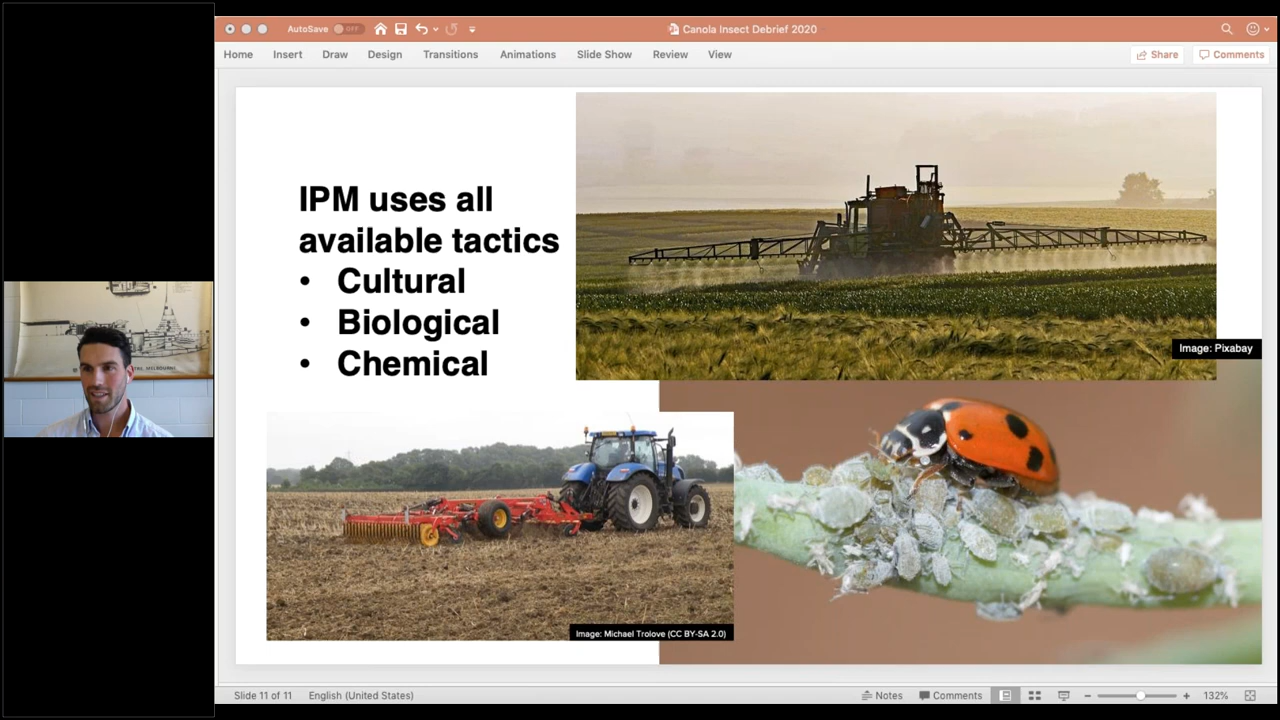 AutoSave OFF
Canola Insect Debrief 2020
Home Insert Draw Design Transitions Animations Slide Show Review View
Share Comments
IPM uses all
available tactics
• Cultural
• Biological
• Chemical
Image: Pixabay
Image: Michael Trolove (CC BY-SA 2.0)
Slide 11 of 11 English (United States)
Notes Comments 132%